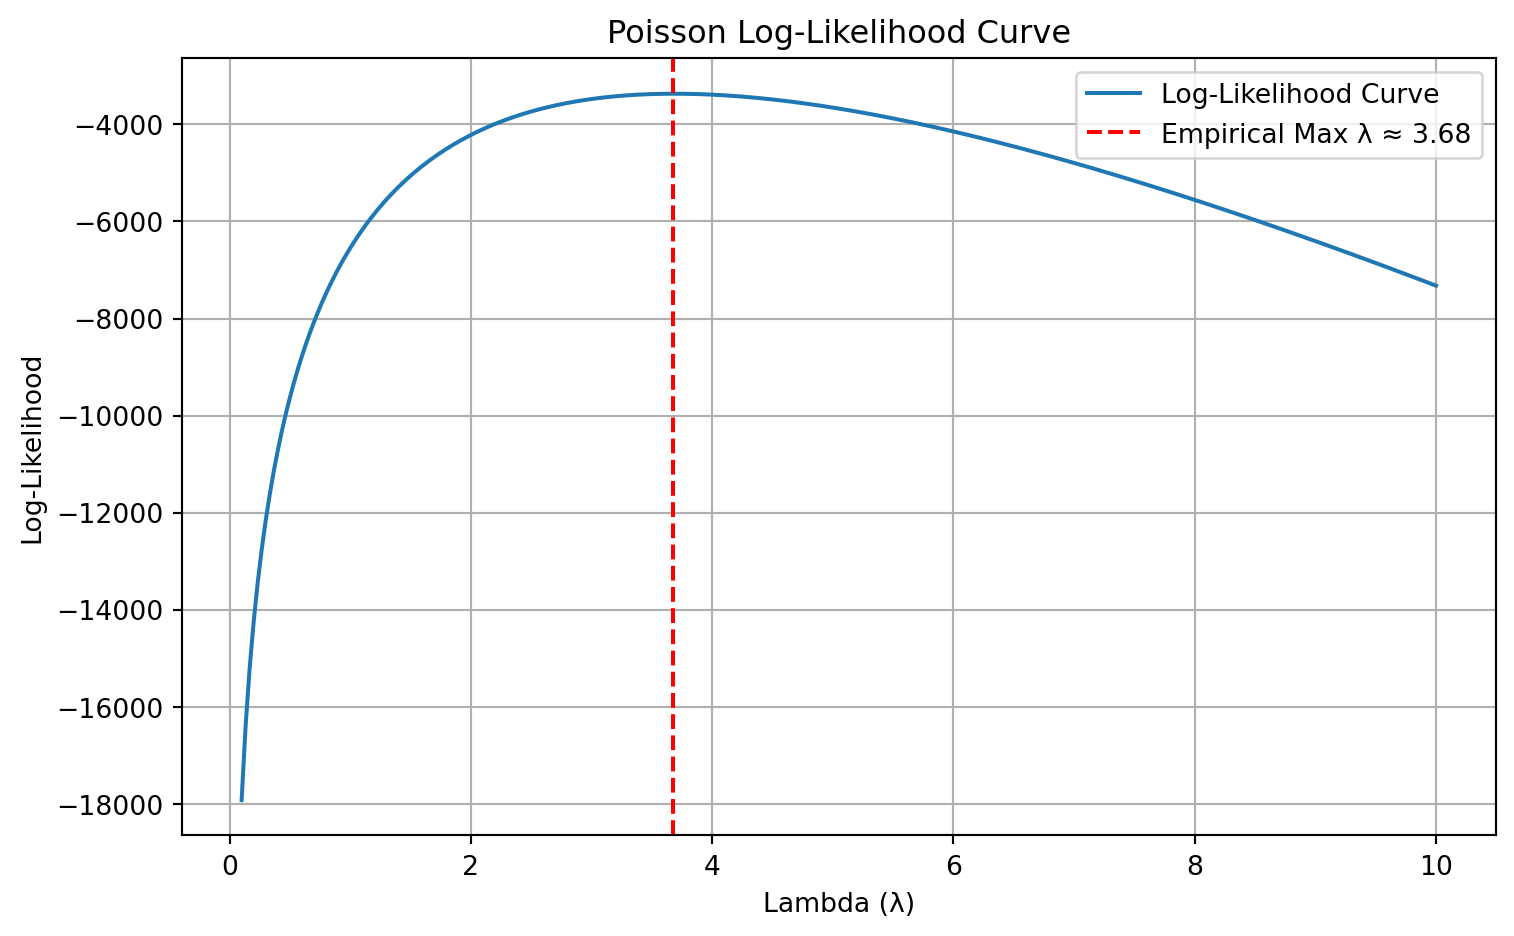 Poisson Log-Likelihood Curve
Log-Likelihood Curve
Empirical Max λ ≈ 3.68
−4000
−6000
−8000
−10000
−12000
−14000
−16000
−18000
Log-Likelihood
0 2 4 6 8 10
Lambda (λ)